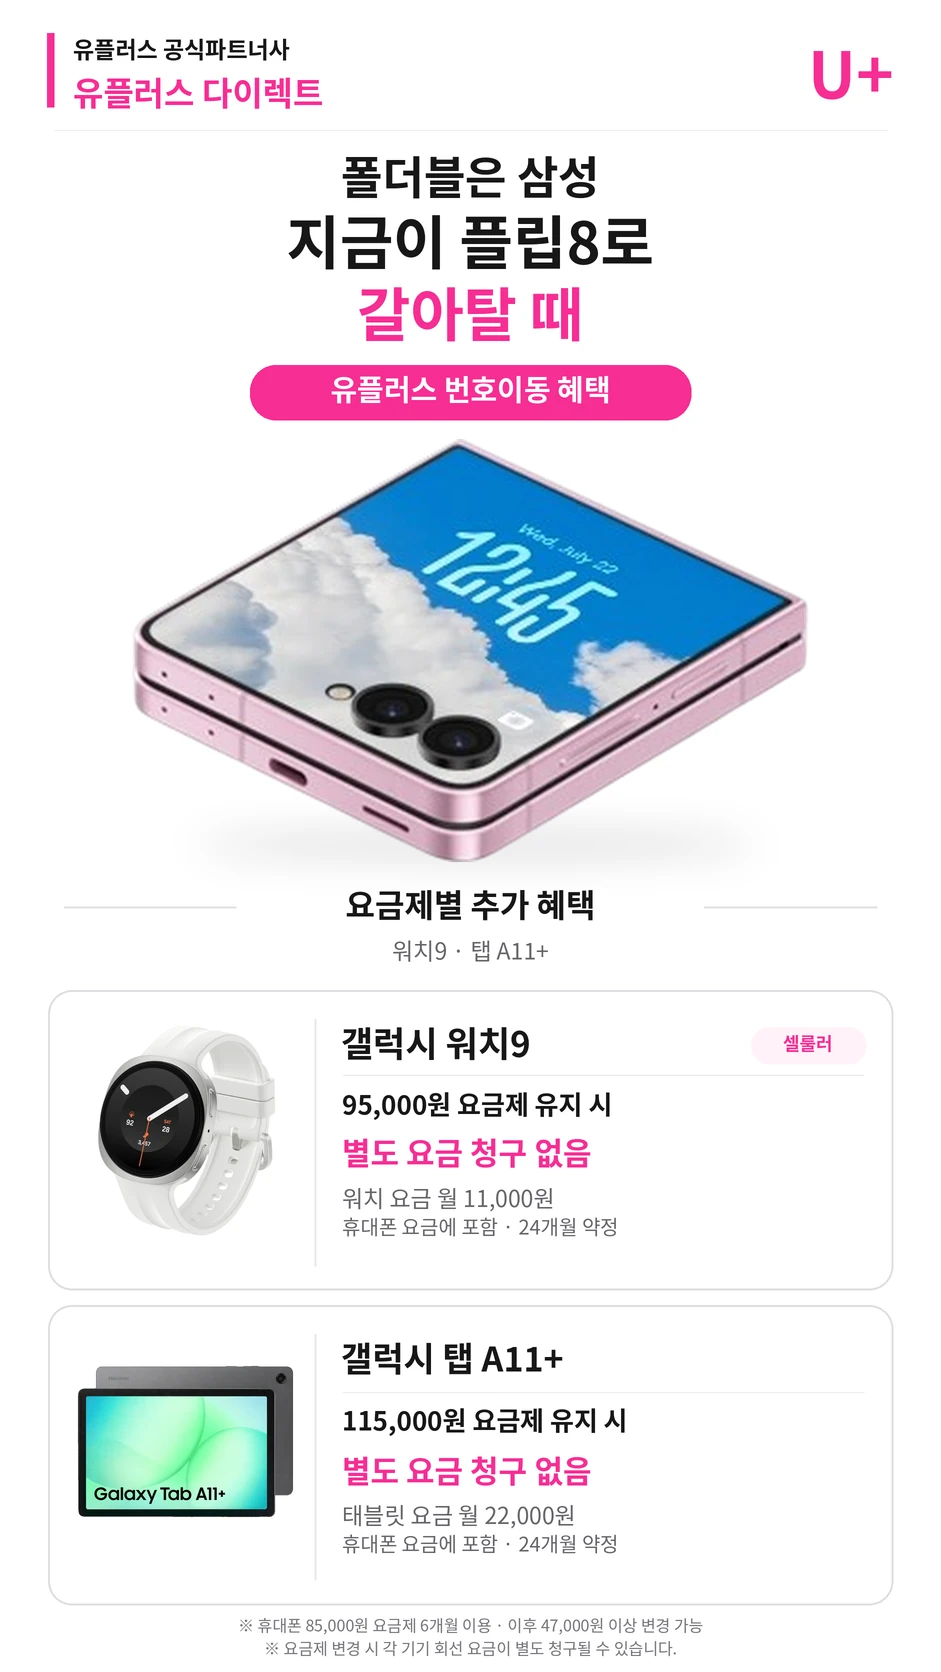 유플러스 공식파트너사
유플러스 다이렉트
U+
폴더블은 삼성
지금이 플립8로
갈아탈 때
유플러스 번호이동 혜택
Wed, July 22
12:45
요금제별 추가 혜택
워치9 · 탭 A11+
갤럭시 워치9
셀룰러
95,000원 요금제 유지 시
별도 요금 청구 없음
워치 요금 월 11,000원
휴대폰 요금에 포함 · 24개월 약정
92
SAT
28
3,457
갤럭시 탭 A11+
115,000원 요금제 유지 시
별도 요금 청구 없음
태블릿 요금 월 22,000원
휴대폰 요금에 포함 · 24개월 약정
Galaxy Tab A11+
※ 휴대폰 85,000원 요금제 6개월 이용 · 이후 47,000원 이상 변경 가능
※ 요금제 변경 시 각 기기 회선 요금이 별도 청구될 수 있습니다.